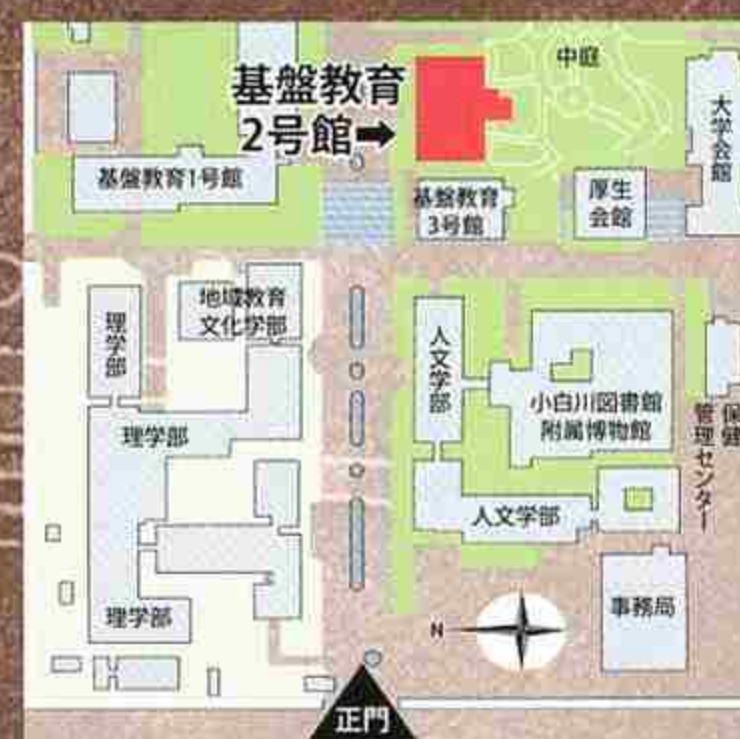 中庭
基盤教育
2号館➡
大学会館
基盤教育1号館
基盤教育
3号館
厚生
会館
地域教育
文化学部
理学部
人文学部
小白川図書館
附属博物館
保健
管理センター
理学部
人文学部
理学部
事務局
N
正門